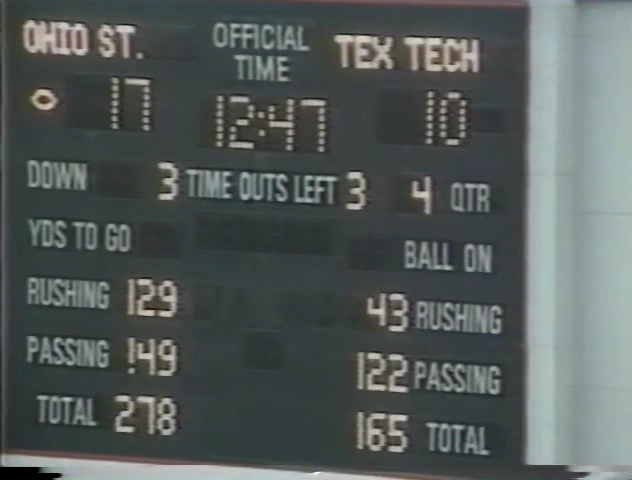 OHIO ST. OFFICIAL TIME TEX TECH
17 12:47 10
DOWN 3 TIME OUTS LEFT 3 4 QTR
YDS TO GO BALL ON
RUSHING 129 43 RUSHING
PASSING 149 122 PASSING
TOTAL 278 165 TOTAL